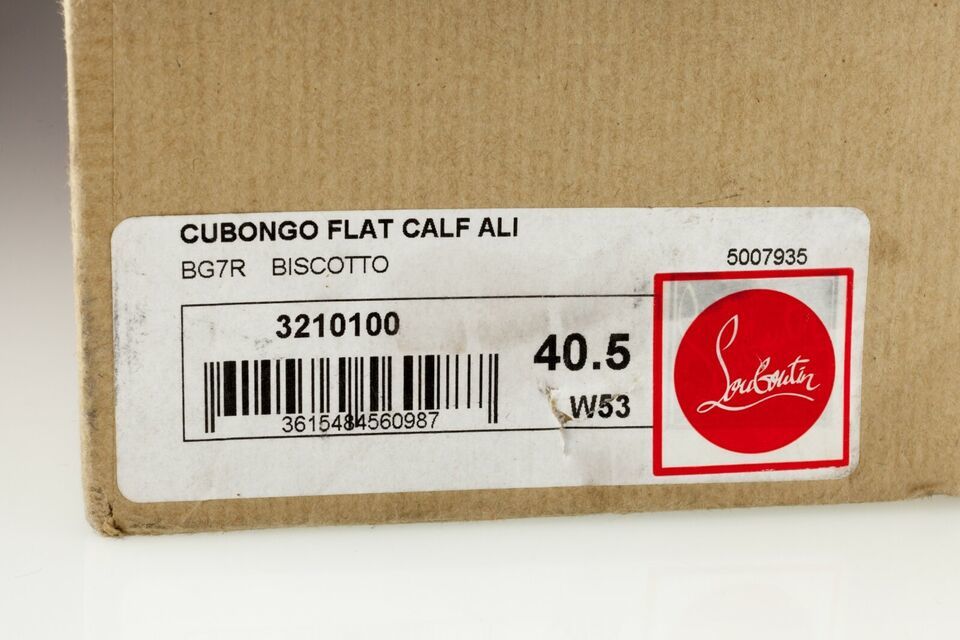 CUBONGO FLAT CALF ALI
BG7R BISCOTTO
5007935
3210100
40.5
3615484560987
W53
Louboutin